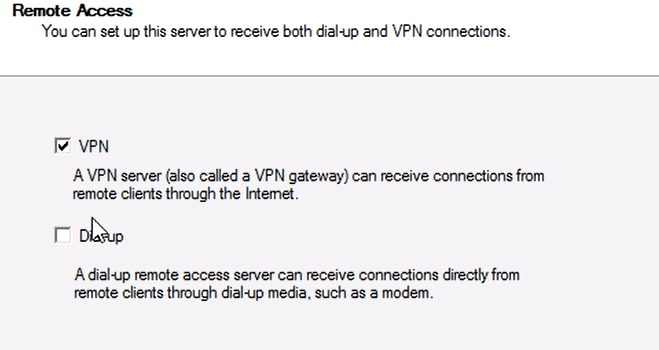 Remote Access
You can set up this server to receive both dial-up and VPN connections.
VPN
A VPN server (also called a VPN gateway) can receive connections from
remote clients through the Internet.
Dial-up
A dial-up remote access server can receive connections directly from
remote clients through dial-up media, such as a modem.